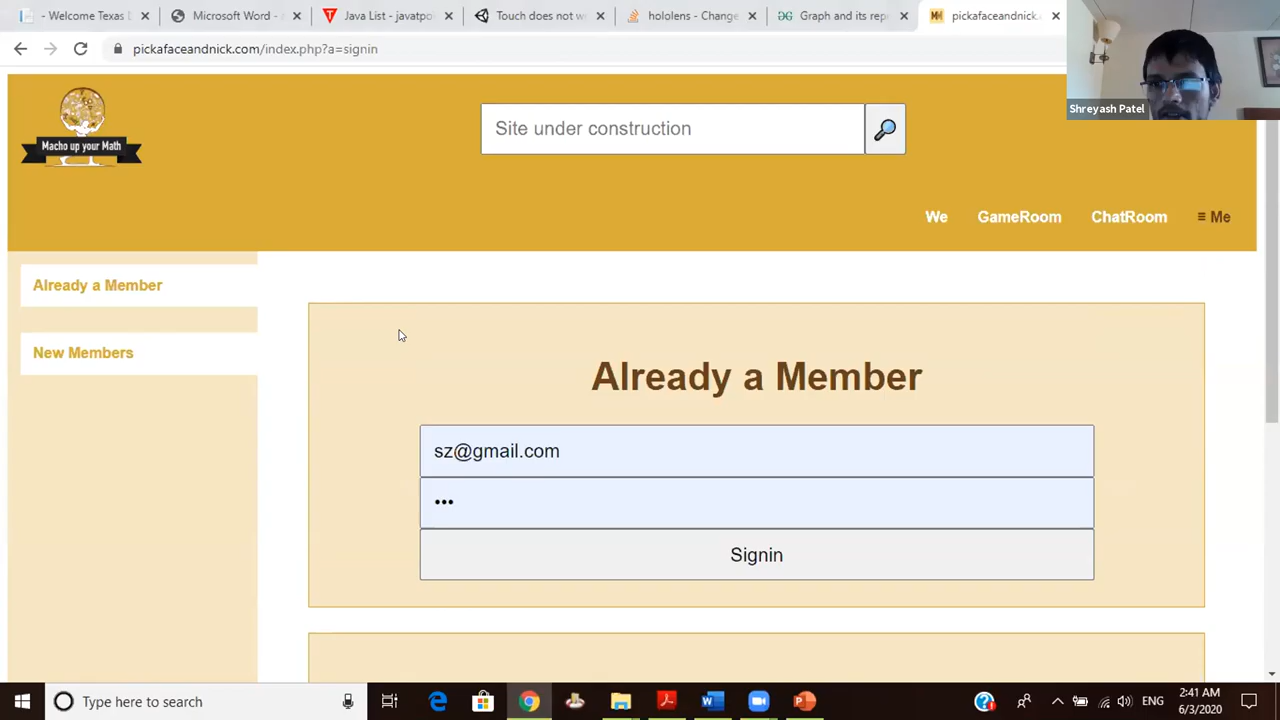 - Welcome Texas D
Microsoft Word -
Java List - javatpo
Touch does not w
hololens - Change
Graph and its rep
pickafaceandnick.c
pickafaceandnick.com/index.php?a=signin
Shreyash Patel
Macho up your Math
Site under construction
We
GameRoom
ChatRoom
≡ Me
Already a Member
New Members
Already a Member
sz@gmail.com
•••
Signin
Type here to search
ENG
2:41 AM
6/3/2020